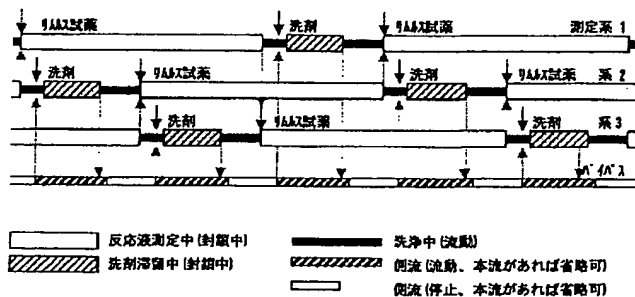 ﾘﾑﾙｽ試薬 洗剤 ﾘﾑﾙｽ試薬 測定系 1
洗剤 ﾘﾑﾙｽ試薬 洗剤 ﾘﾑﾙｽ試薬 系 2
洗剤 ﾘﾑﾙｽ試薬 洗剤 系 3
ﾊﾞｲﾊﾟｽ
反応液測定中(封鎖中) 洗浄中(流動)
洗剤滞留中(封鎖中) 側流(流動、本流があれば省略可)
側流(停止、本流があれば省略可)